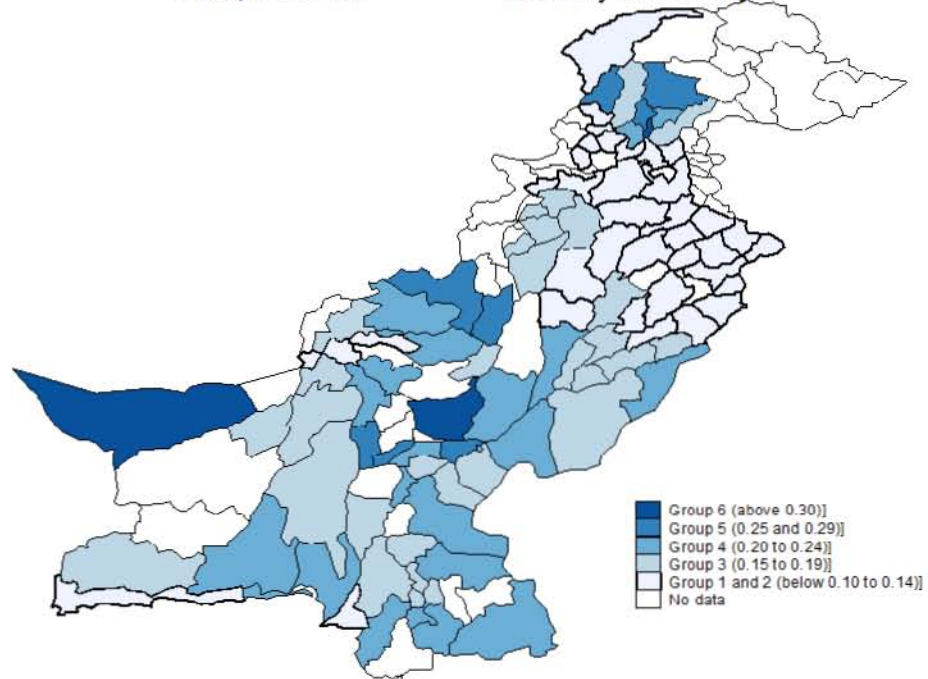 Group 6 (above 0.30)]
Group 5 (0.25 and 0.29)]
Group 4 (0.20 to 0.24)]
Group 3 (0.15 to 0.19)]
Group 1 and 2 (below 0.10 to 0.14)]
No data